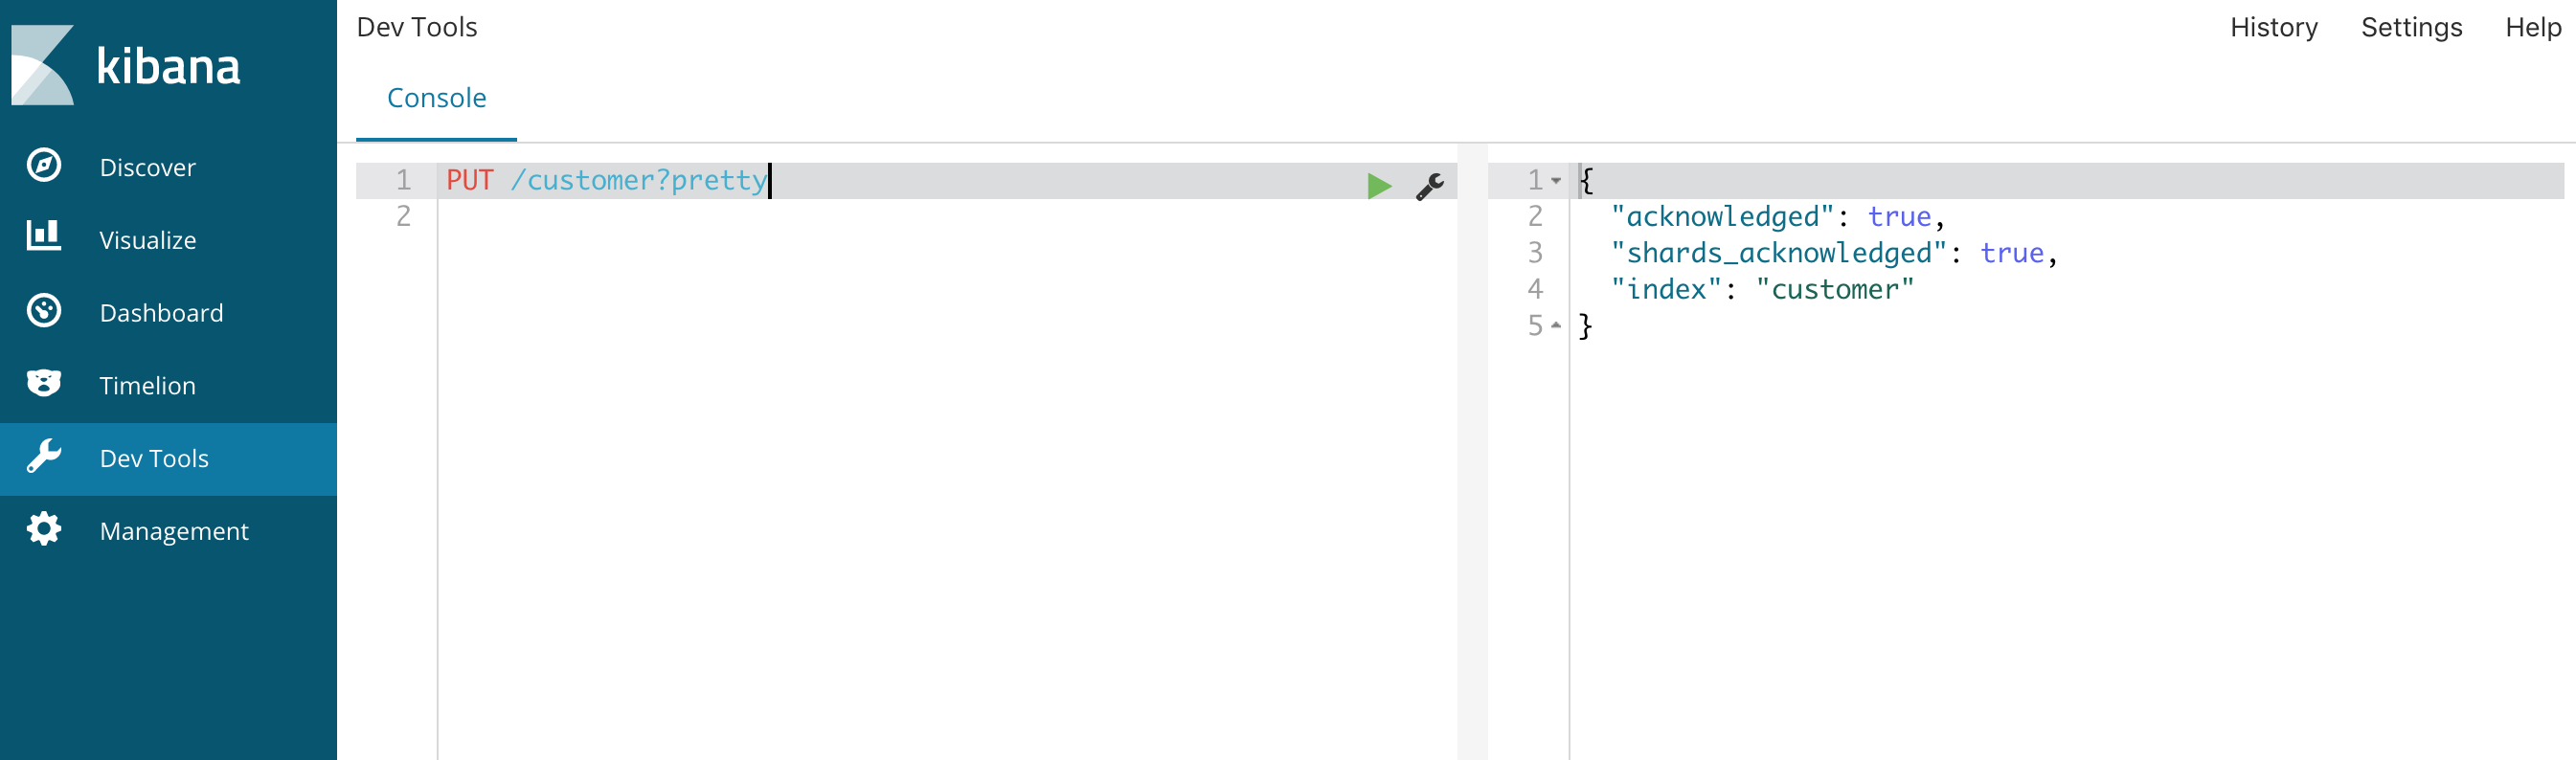 kibana
Discover
Visualize
Dashboard
Timelion
Dev Tools
Management
Dev Tools
History Settings Help
Console
1 PUT /customer?pretty
2
1 {
2 "acknowledged": true,
3 "shards_acknowledged": true,
4 "index": "customer"
5 }